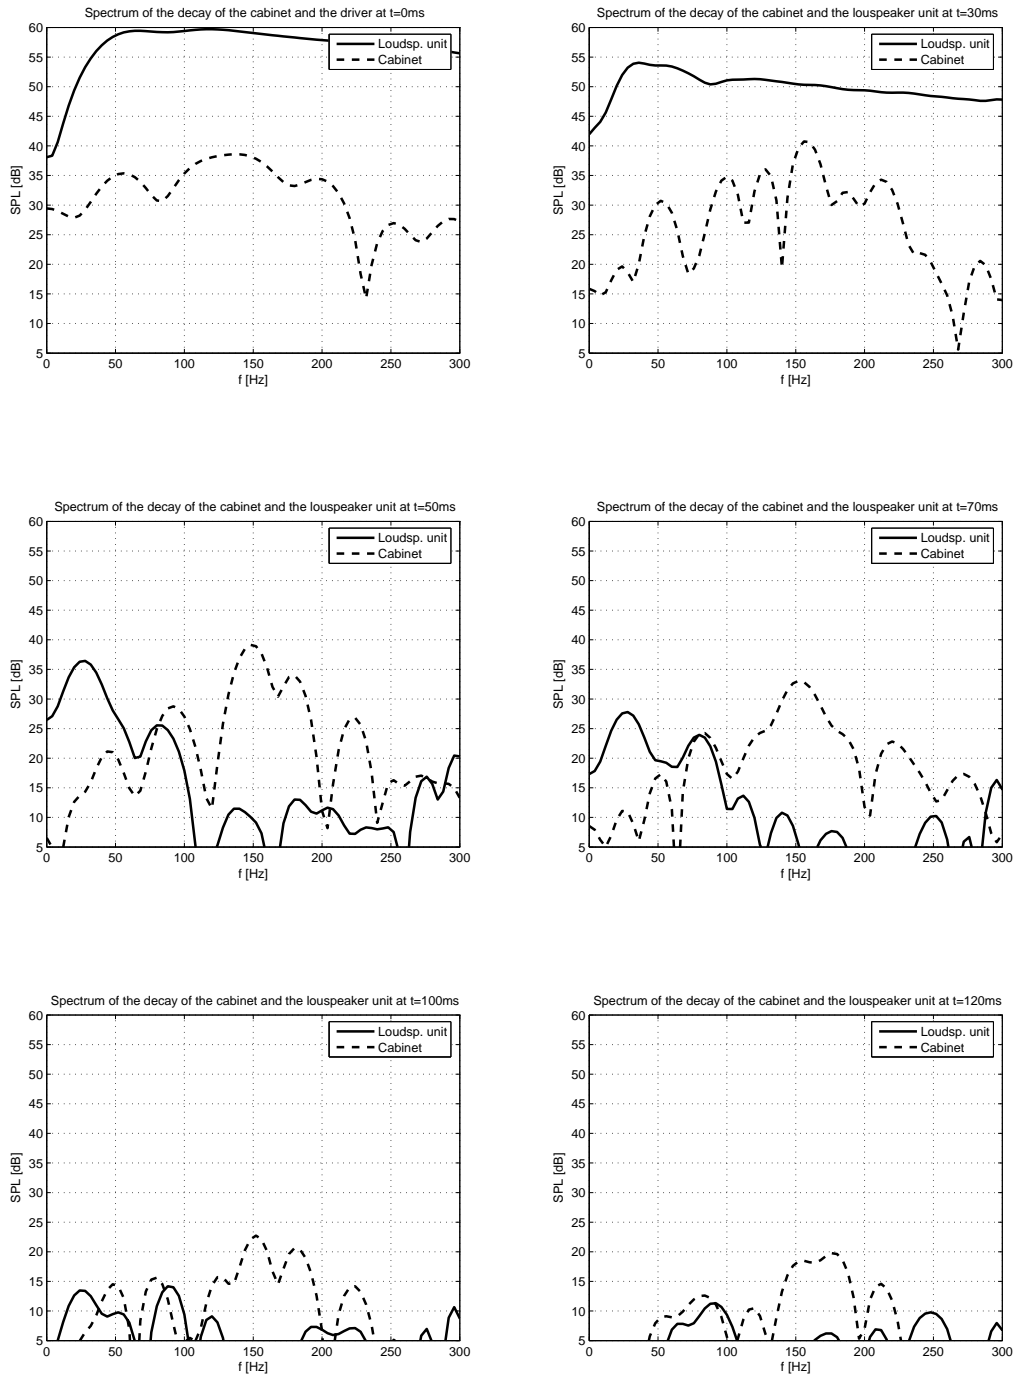 Spectrum of the decay of the cabinet and the driver at t=0ms
60
55
50
45
40
35
30
25
20
15
10
5
SPL [dB]
Loudsp. unit
Cabinet
0 50 100 150 200 250 300
f [Hz]
Spectrum of the decay of the cabinet and the louspeaker unit at t=30ms
60
55
50
45
40
35
30
25
20
15
10
5
SPL [dB]
Loudsp. unit
Cabinet
0 50 100 150 200 250 300
f [Hz]
Spectrum of the decay of the cabinet and the louspeaker unit at t=50ms
60
55
50
45
40
35
30
25
20
15
10
5
SPL [dB]
Loudsp. unit
Cabinet
0 50 100 150 200 250 300
f [Hz]
Spectrum of the decay of the cabinet and the louspeaker unit at t=70ms
60
55
50
45
40
35
30
25
20
15
10
5
SPL [dB]
Loudsp. unit
Cabinet
0 50 100 150 200 250 300
f [Hz]
Spectrum of the decay of the cabinet and the louspeaker unit at t=100ms
60
55
50
45
40
35
30
25
20
15
10
5
SPL [dB]
Loudsp. unit
Cabinet
0 50 100 150 200 250 300
f [Hz]
Spectrum of the decay of the cabinet and the louspeaker unit at t=120ms
60
55
50
45
40
35
30
25
20
15
10
5
SPL [dB]
Loudsp. unit
Cabinet
0 50 100 150 200 250 300
f [Hz]